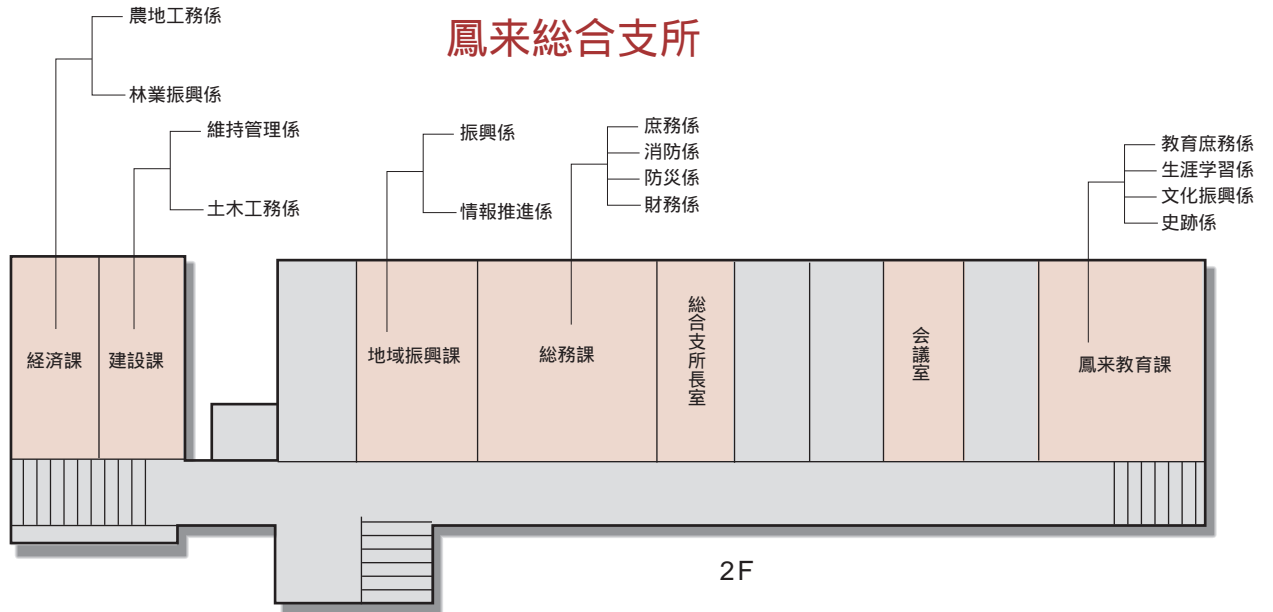 鳳来総合支所
農地工務係
林業振興係
維持管理係
土木工務係
振興係
情報推進係
庶務係
消防係
防災係
財務係
教育庶務係
生涯学習係
文化振興係
史跡係
経済課
建設課
地域振興課
総務課
総合支所長室
会議室
鳳来教育課
2F